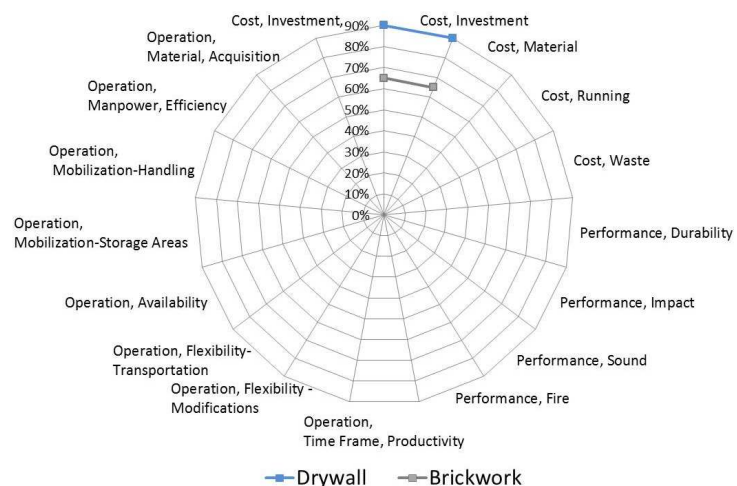 Cost, Investment,
Cost, Investment
Cost, Material
Cost, Running
Cost, Waste
Performance, Durability
Performance, Impact
Performance, Sound
Performance, Fire
Operation,
Time Frame, Productivity
Operation, Flexibility -
Modifications
Operation, Flexibility-
Transportation
Operation, Availability
Operation,
Mobilization-Storage Areas
Operation,
Mobilization-Handling
Operation,
Manpower, Efficiency
Operation,
Material, Acquisition
90%
80%
70%
60%
50%
40%
30%
20%
10%
0%
Drywall
Brickwork